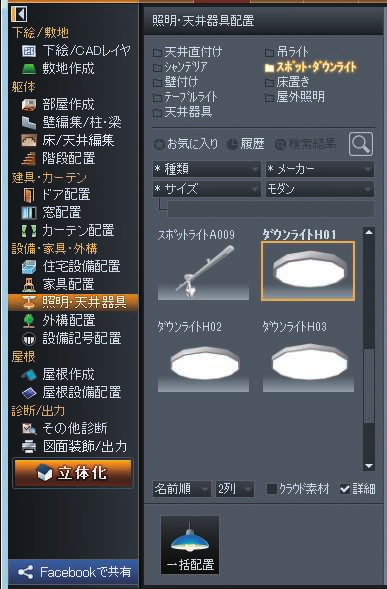 下絵/敷地
下絵/CADレイヤ
敷地作成
躯体
部屋作成
壁編集/柱・梁
床/天井編集
階段配置
建具・カーテン
ドア配置
窓配置
カーテン配置
設備・家具・外構
住宅設備配置
家具配置
照明・天井器具
外構配置
設備記号配置
屋根
屋根作成
屋根設備配置
診断/出力
その他診断
図面装飾/出力
立体化
Facebookで共有
照明・天井器具配置
天井直付け
吊ライト
シャンデリア
スポット・ダウンライト
壁付け
床置き
テーブルライト
屋外照明
天井器具
お気に入り
履歴
検索結果
* 種類
* メーカー
* サイズ
モダン
スポットライトA009
ダウンライトH01
ダウンライトH02
ダウンライトH03
名前順
2列
クラウド素材
詳細
一括配置